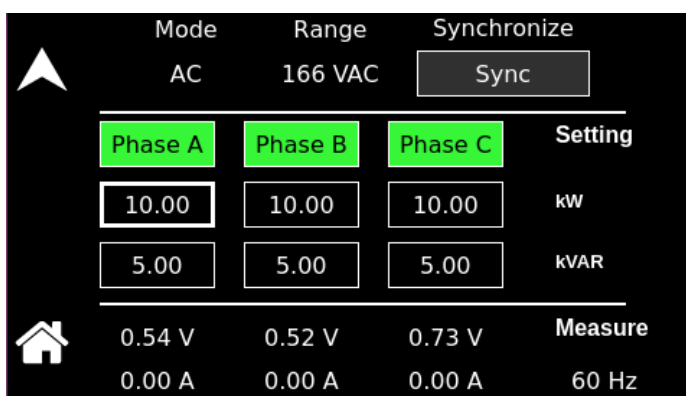 Mode Range Synchronize
AC 166 VAC Sync
Phase A Phase B Phase C Setting
10.00 10.00 10.00 kW
5.00 5.00 5.00 kVAR
0.54 V 0.52 V 0.73 V Measure
0.00 A 0.00 A 0.00 A 60 Hz